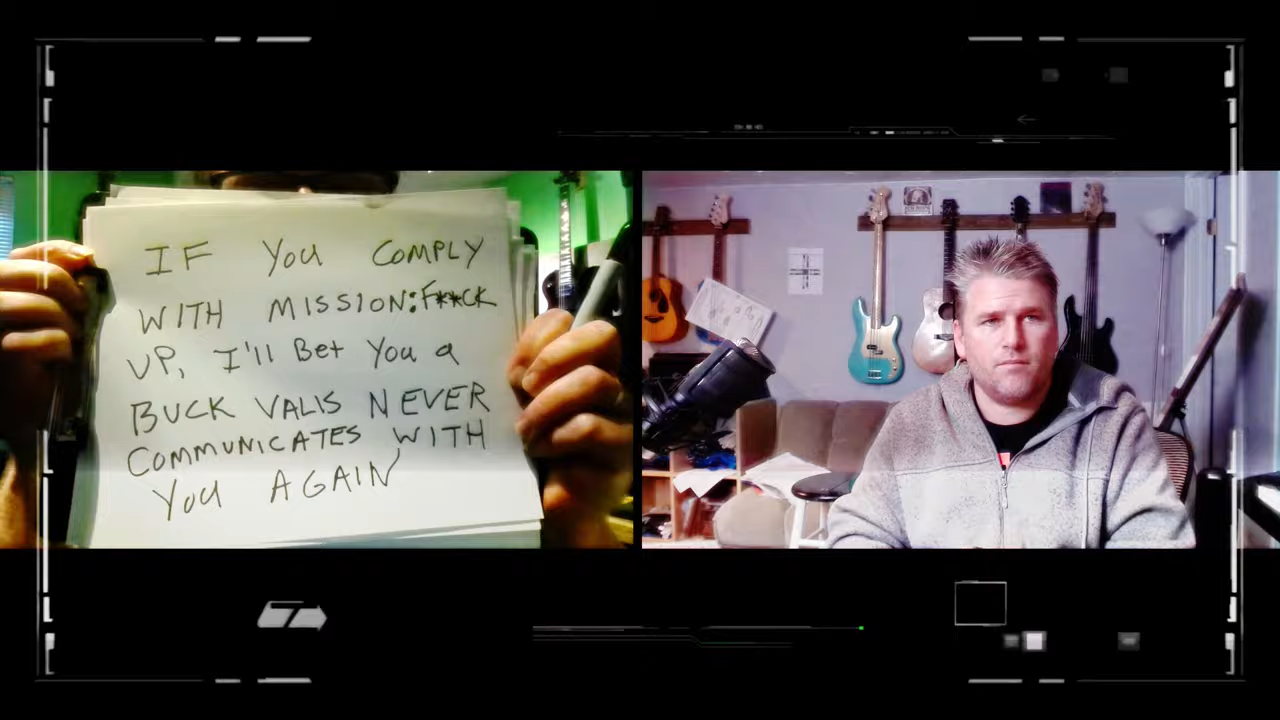 IF You COMPLY
WITH MISSION:F**CK
UP, I'll Bet You a
BUCK VALIS NEVER
COMMUNICATES WITH
You AGAIN